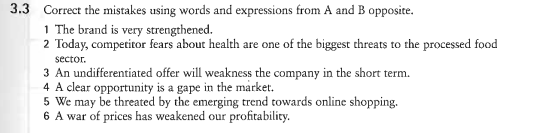 3.3 Correct the mistakes using words and expressions from A and B opposite.
1 The brand is very strengthened.
2 Today, competitor fears about health are one of the biggest threats to the processed food
sector.
3 An undifferentiated offer will weakness the company in the short term.
4 A clear opportunity is a gape in the market.
5 We may be threated by the emerging trend towards online shopping.
6 A war of prices has weakened our profitability.